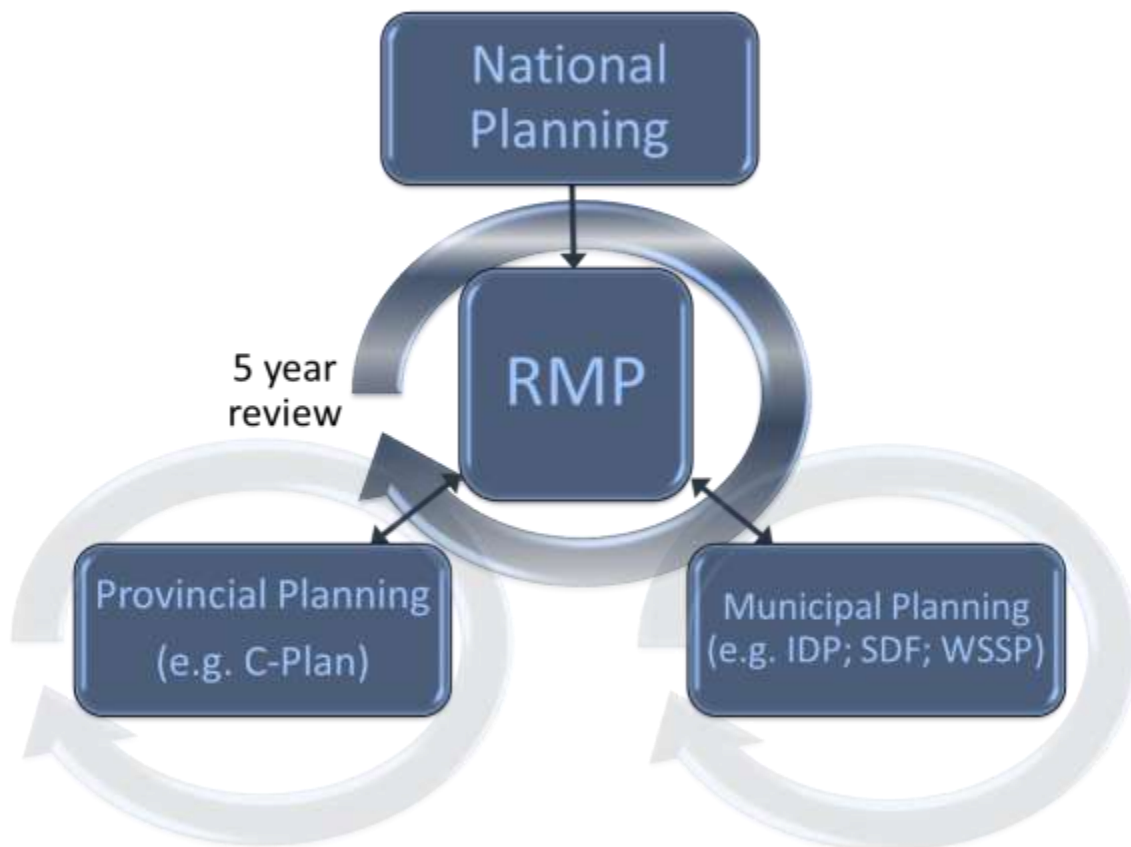 National
Planning
RMP
5 year
review
Provincial Planning
(e.g. C-Plan)
Municipal Planning
(e.g. IDP; SDF; WSSP)